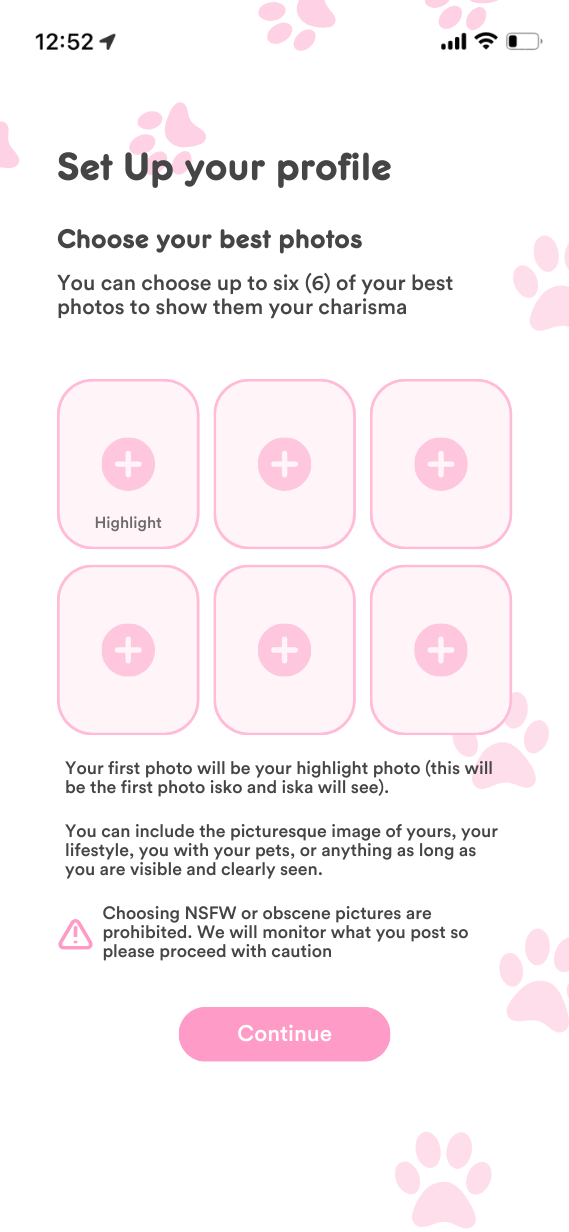 12:52
Set Up your profile
Choose your best photos
You can choose up to six (6) of your best
photos to show them your charisma
Highlight
Your first photo will be your highlight photo (this will
be the first photo isko and iska will see).
You can include the picturesque image of yours, your
lifestyle, you with your pets, or anything as long as
you are visible and clearly seen.
Choosing NSFW or obscene pictures are
prohibited. We will monitor what you post so
please proceed with caution
Continue